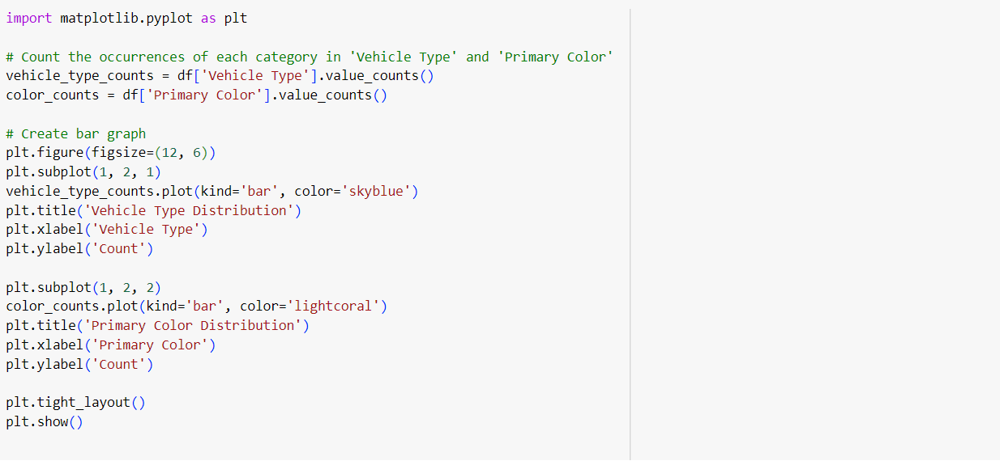 import matplotlib.pyplot as plt
# Count the occurrences of each category in 'Vehicle Type' and 'Primary Color'
vehicle_type_counts = df['Vehicle Type'].value_counts()
color_counts = df['Primary Color'].value_counts()
# Create bar graph
plt.figure(figsize=(12, 6))
plt.subplot(1, 2, 1)
vehicle_type_counts.plot(kind='bar', color='skyblue')
plt.title('Vehicle Type Distribution')
plt.xlabel('Vehicle Type')
plt.ylabel('Count')
plt.subplot(1, 2, 2)
color_counts.plot(kind='bar', color='lightcoral')
plt.title('Primary Color Distribution')
plt.xlabel('Primary Color')
plt.ylabel('Count')
plt.tight_layout()
plt.show()